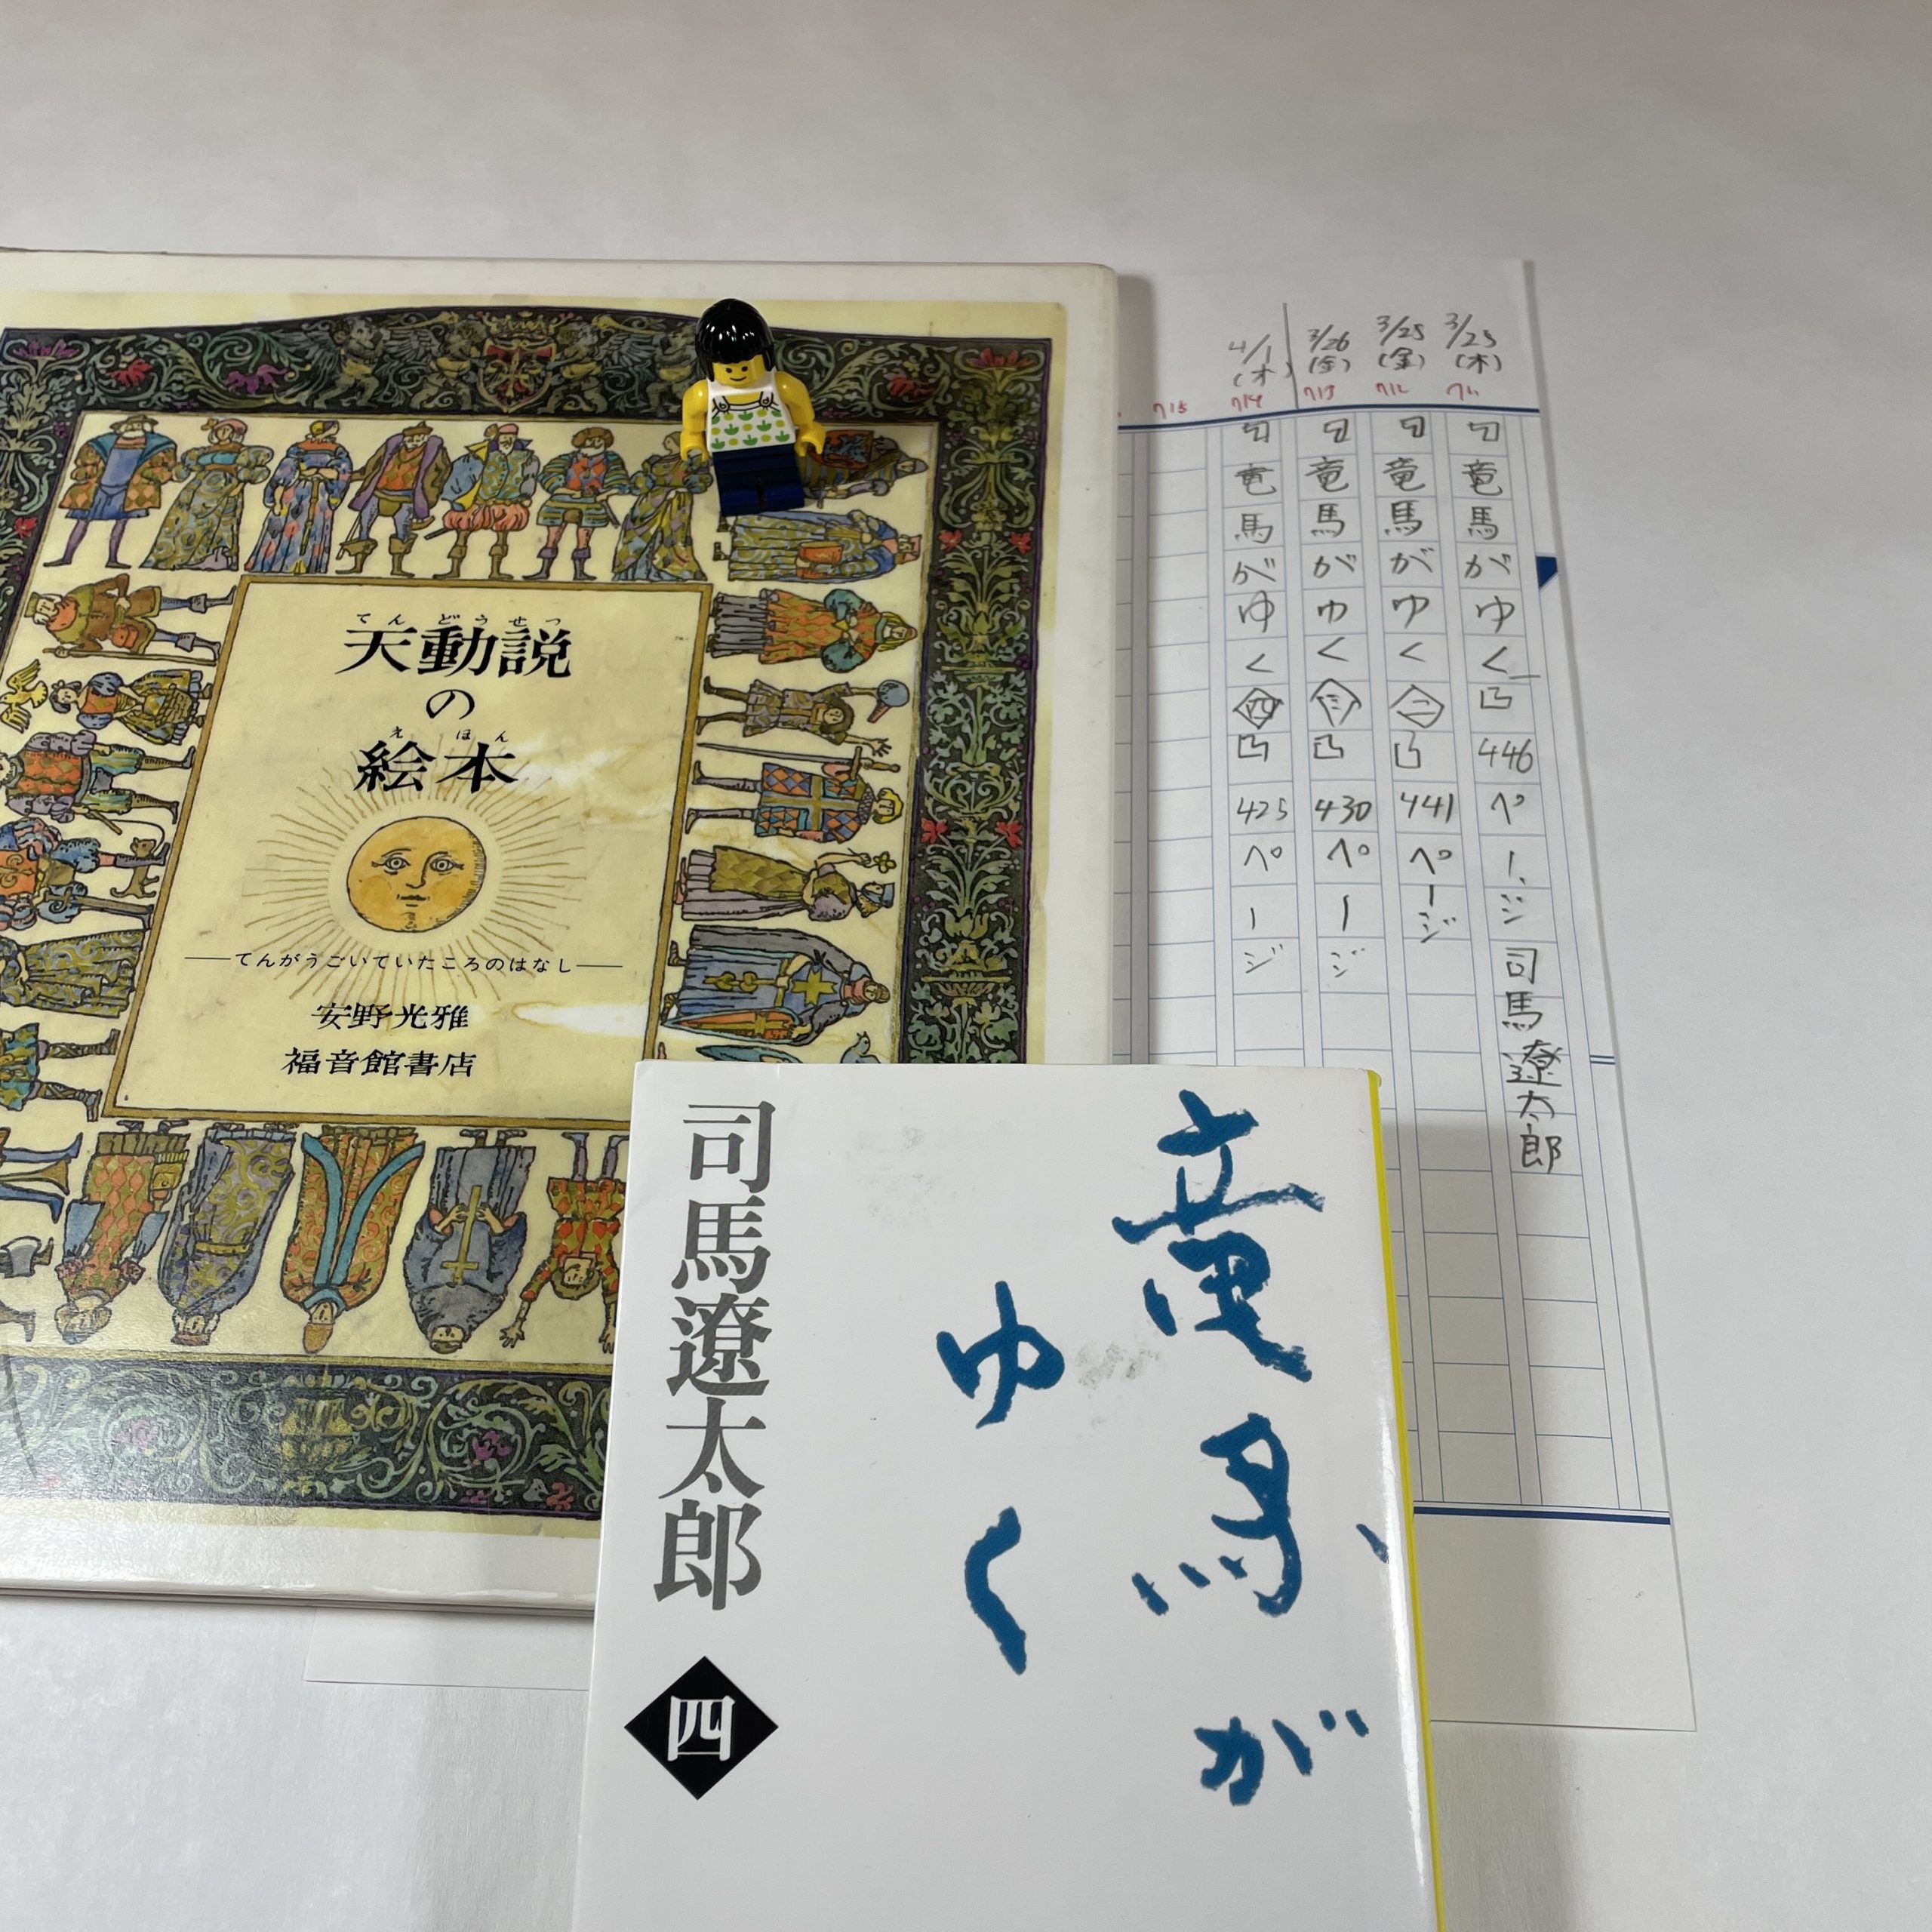 てんどうせつ
天動説
の
えほん
絵本
―てんがうごいていたころのはなし―
安野光雅
福音館書店
竜馬が
ゆく
司馬遼太郎
四
3/25
(木)
『竜馬がゆく』446ページ 司馬遼太郎
3/25
(金)
『竜馬がゆく 二』441ページ
3/26
(金)
『竜馬がゆく 三』430ページ
4/1
(木)
『竜馬がゆく 四』425ページ